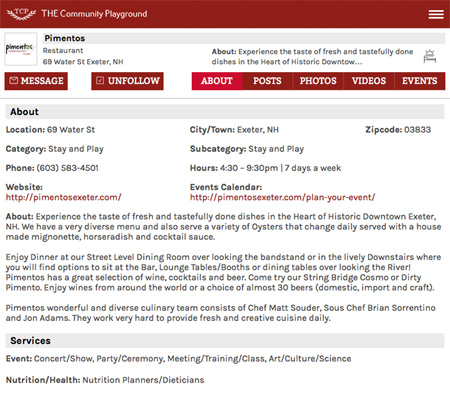 TCP THE Community Playground
pimentos
Pimentos
Restaurant
69 Water St Exeter, NH
About: Experience the taste of fresh and tastefully done
dishes in the Heart of Historic Downtow...
MESSAGE UNFOLLOW ABOUT POSTS PHOTOS VIDEOS EVENTS
About
Location: 69 Water St City/Town: Exeter, NH Zipcode: 03833
Category: Stay and Play Subcategory: Stay and Play
Phone: (603) 583-4501 Hours: 4:30 - 9:30pm | 7 days a week
Website: Events Calendar:
http://pimentosexeter.com/ http://pimentosexeter.com/plan-your-event/
About: Experience the taste of fresh and tastefully done dishes in the Heart of Historic Downtown Exeter,
NH. We have a very diverse menu and also serve a variety of Oysters that change daily served with a house
made mignonette, horseradish and cocktail sauce.
Enjoy Dinner at our Street Level Dining Room over looking the bandstand or in the lively Downstairs where
you will find options to sit at the Bar, Lounge Tables/Booths or dining tables over looking the River!
Pimentos has a great selection of wine, cocktails and beer. Come try our String Bridge Cosmo or Dirty
Pimento. Enjoy wines from around the world or a choice of almost 30 beers (domestic, import and craft).
Pimentos wonderful and diverse culinary team consists of Chef Matt Souder, Sous Chef Brian Sorrentino
and Jon Adams. They work very hard to provide fresh and creative cuisine daily.
Services
Event: Concert/Show, Party/Ceremony, Meeting/Training/Class, Art/Culture/Science
Nutrition/Health: Nutrition Planners/Dieticians